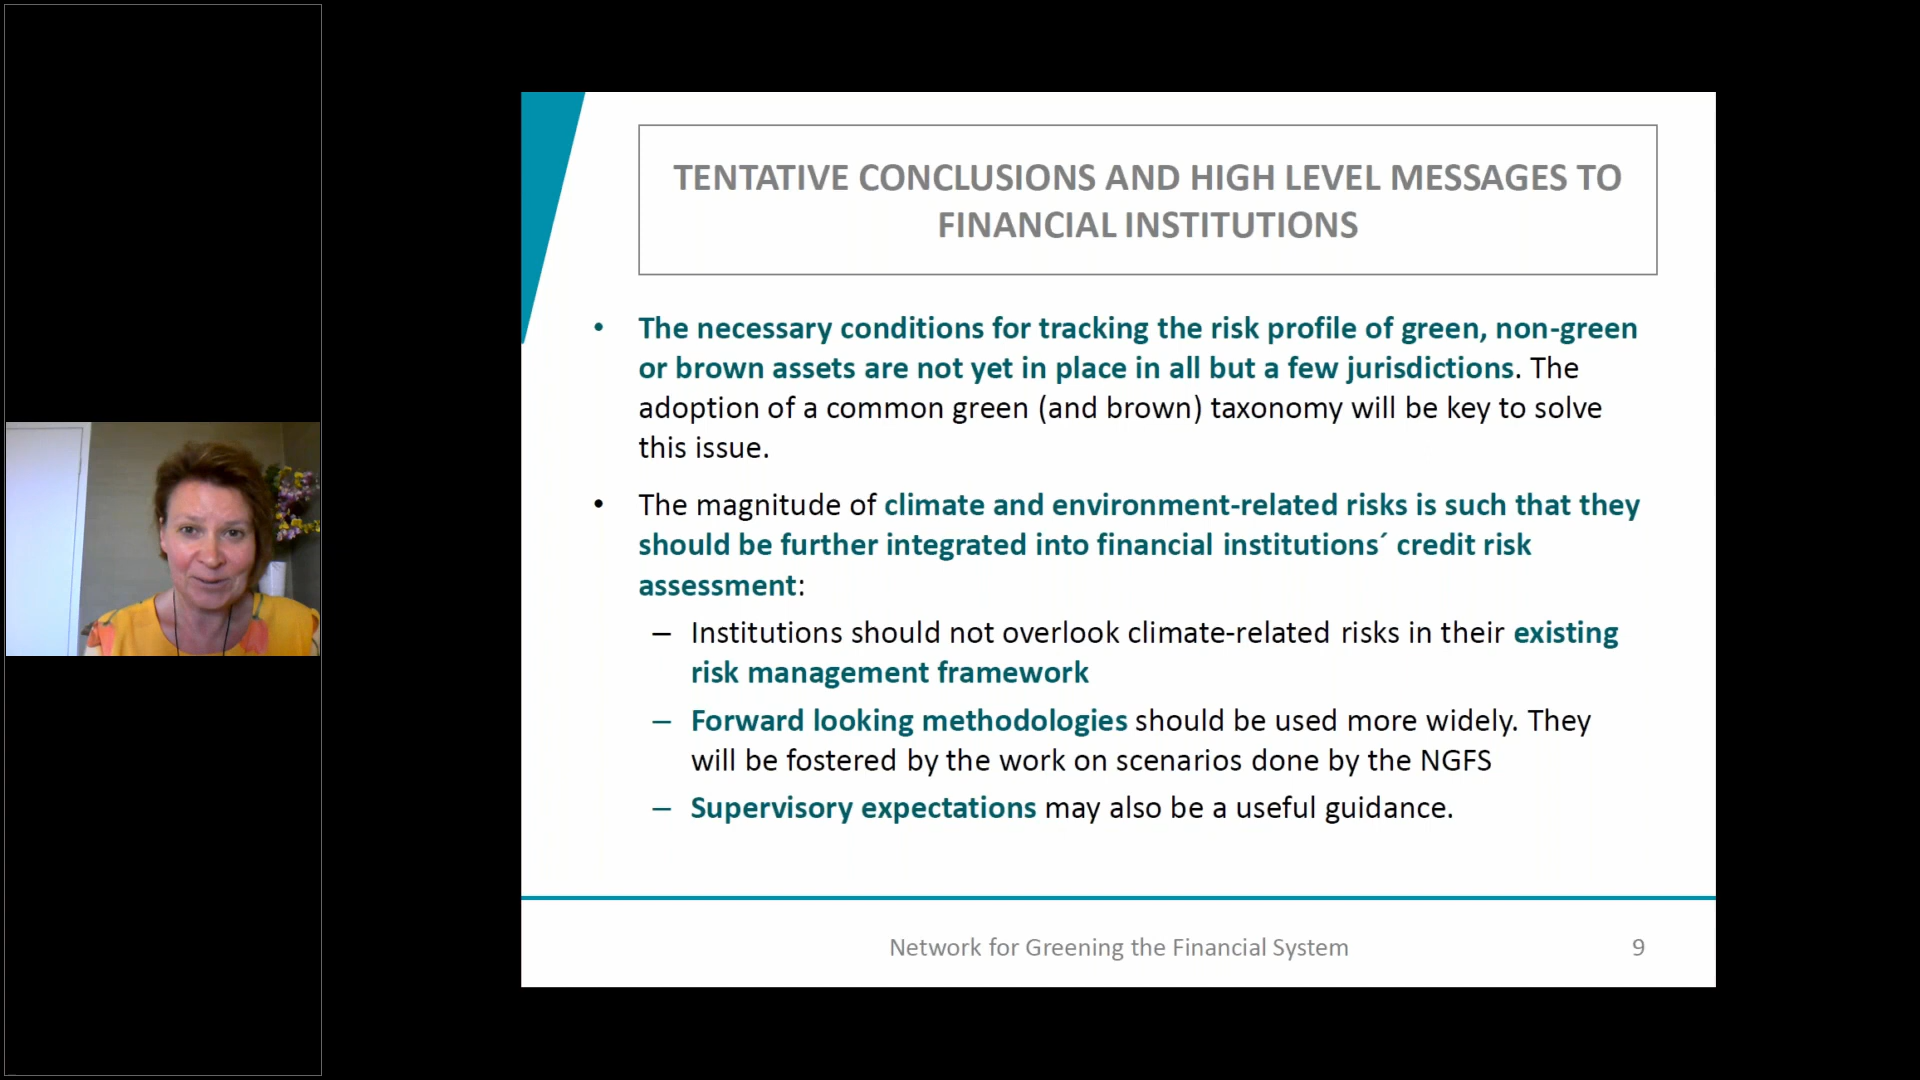 TENTATIVE CONCLUSIONS AND HIGH LEVEL MESSAGES TO
FINANCIAL INSTITUTIONS
• The necessary conditions for tracking the risk profile of green, non-green
or brown assets are not yet in place in all but a few jurisdictions. The
adoption of a common green (and brown) taxonomy will be key to solve
this issue.
• The magnitude of climate and environment-related risks is such that they
should be further integrated into financial institutions´ credit risk
assessment:
– Institutions should not overlook climate-related risks in their existing
risk management framework
– Forward looking methodologies should be used more widely. They
will be fostered by the work on scenarios done by the NGFS
– Supervisory expectations may also be a useful guidance.
Network for Greening the Financial System 9